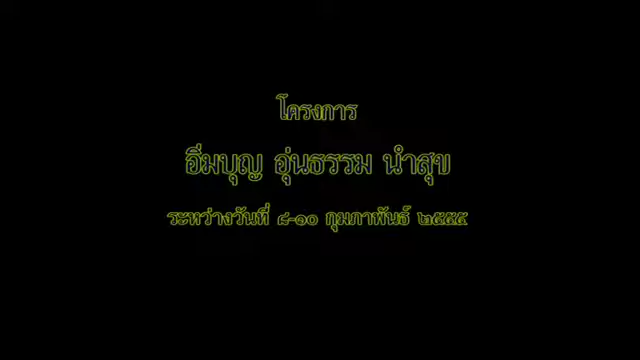 โครงการ
อิ่มบุญ อุ่นธรรม นำสุข
ระหว่างวันที่ ๘-๑๐ กุมภาพันธ์ ๒๕๕๕